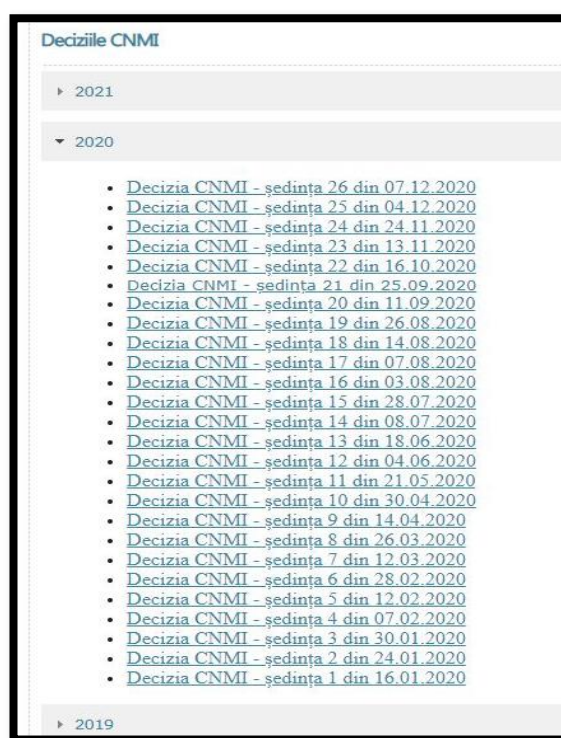 Deciziile CNMI
2021
2020
Decizia CNMI - ședința 26 din 07.12.2020
Decizia CNMI - ședința 25 din 04.12.2020
Decizia CNMI - ședința 24 din 24.11.2020
Decizia CNMI - ședința 23 din 13.11.2020
Decizia CNMI - ședința 22 din 16.10.2020
Decizia CNMI - ședința 21 din 25.09.2020
Decizia CNMI - ședința 20 din 11.09.2020
Decizia CNMI - ședința 19 din 26.08.2020
Decizia CNMI - ședința 18 din 14.08.2020
Decizia CNMI - ședința 17 din 07.08.2020
Decizia CNMI - ședința 16 din 03.08.2020
Decizia CNMI - ședința 15 din 28.07.2020
Decizia CNMI - ședința 14 din 08.07.2020
Decizia CNMI - ședința 13 din 18.06.2020
Decizia CNMI - ședința 12 din 04.06.2020
Decizia CNMI - ședința 11 din 21.05.2020
Decizia CNMI - ședința 10 din 30.04.2020
Decizia CNMI - ședința 9 din 14.04.2020
Decizia CNMI - ședința 8 din 26.03.2020
Decizia CNMI - ședința 7 din 12.03.2020
Decizia CNMI - ședința 6 din 28.02.2020
Decizia CNMI - ședința 5 din 12.02.2020
Decizia CNMI - ședința 4 din 07.02.2020
Decizia CNMI - ședința 3 din 30.01.2020
Decizia CNMI - ședința 2 din 24.01.2020
Decizia CNMI - ședința 1 din 16.01.2020
2019